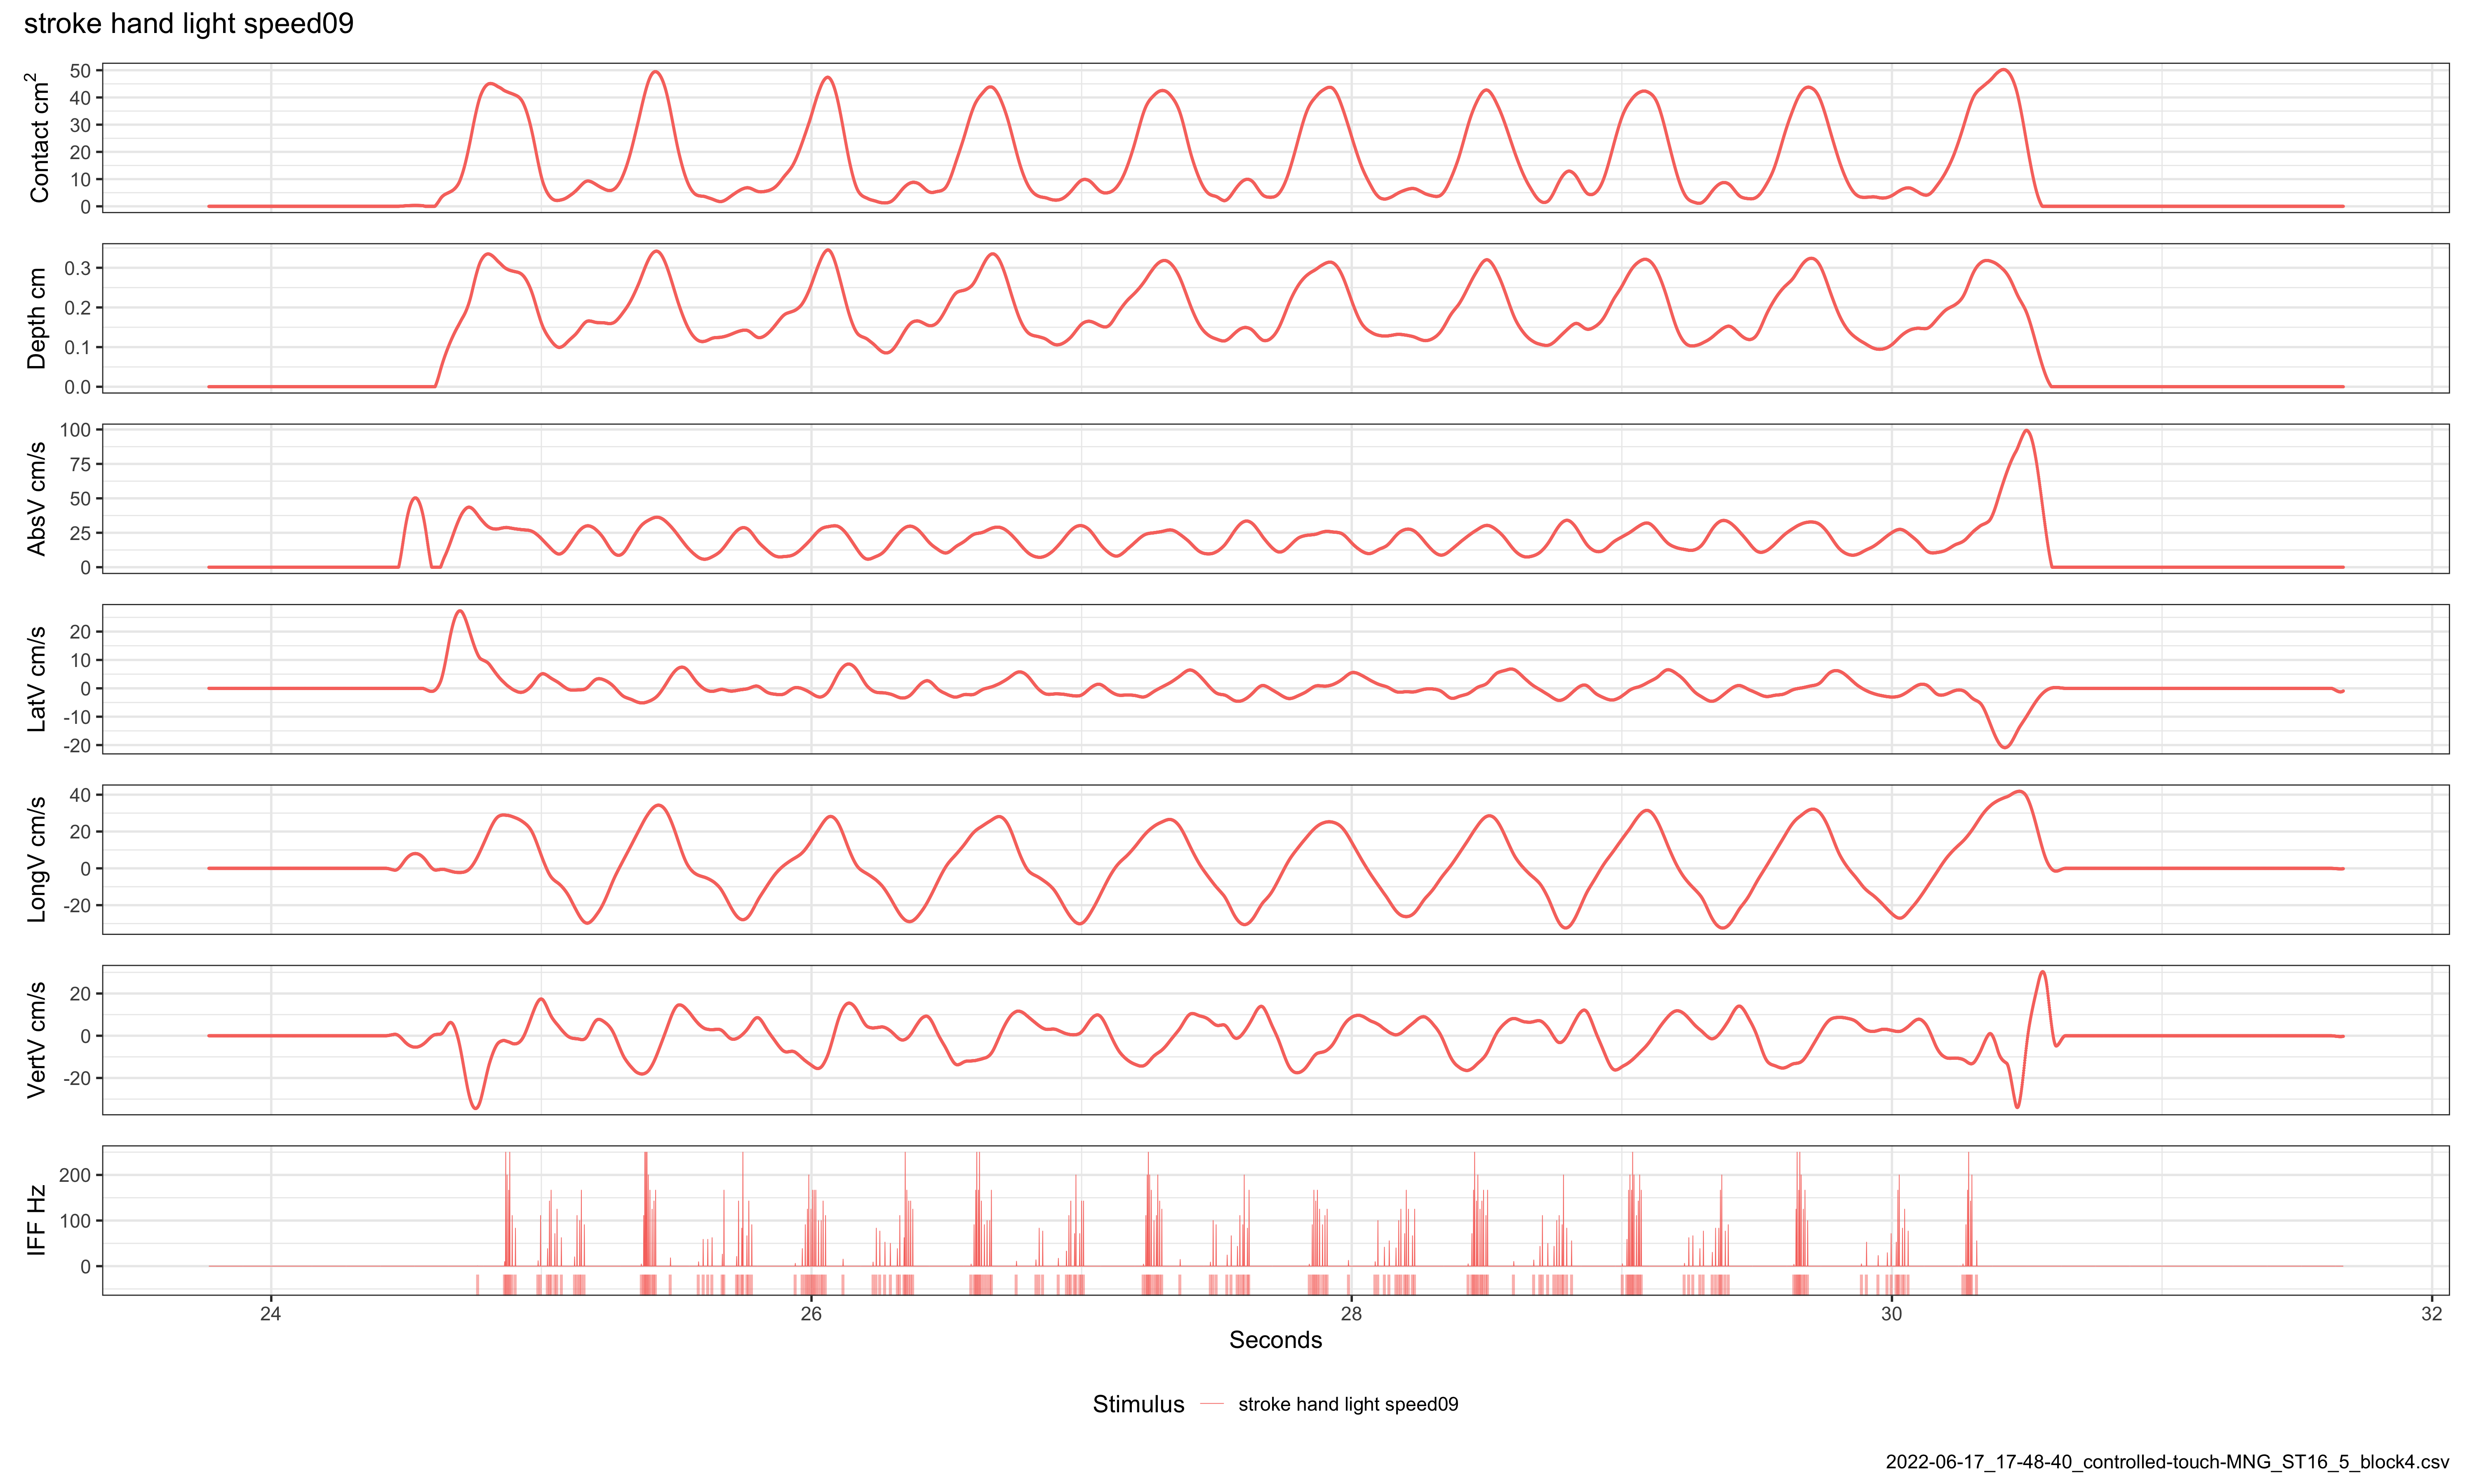 stroke hand light speed09
Contact cm²
50
40
30
20
10
0
Depth cm
0.3
0.2
0.1
0.0
AbsV cm/s
100
75
50
25
0
LatV cm/s
20
10
0
-10
-20
LongV cm/s
40
20
0
-20
VertV cm/s
20
0
-20
IFF Hz
200
100
0
24 26 28 30 32
Seconds
Stimulus stroke hand light speed09
2022-06-17_17-48-40_controlled-touch-MNG_ST16_5_block4.csv